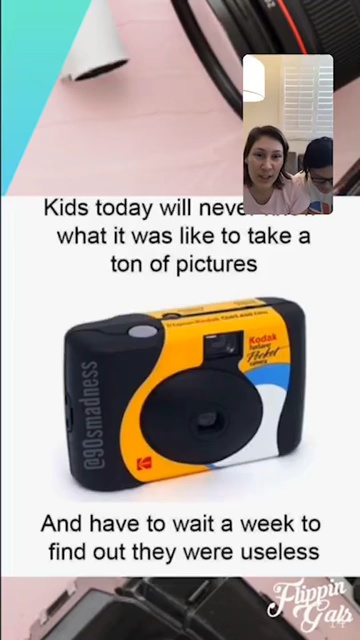 Kids today will never
what it was like to take a
ton of pictures
Kodak
Pocket
@90smadness
And have to wait a week to
find out they were useless
Flippin
Gals